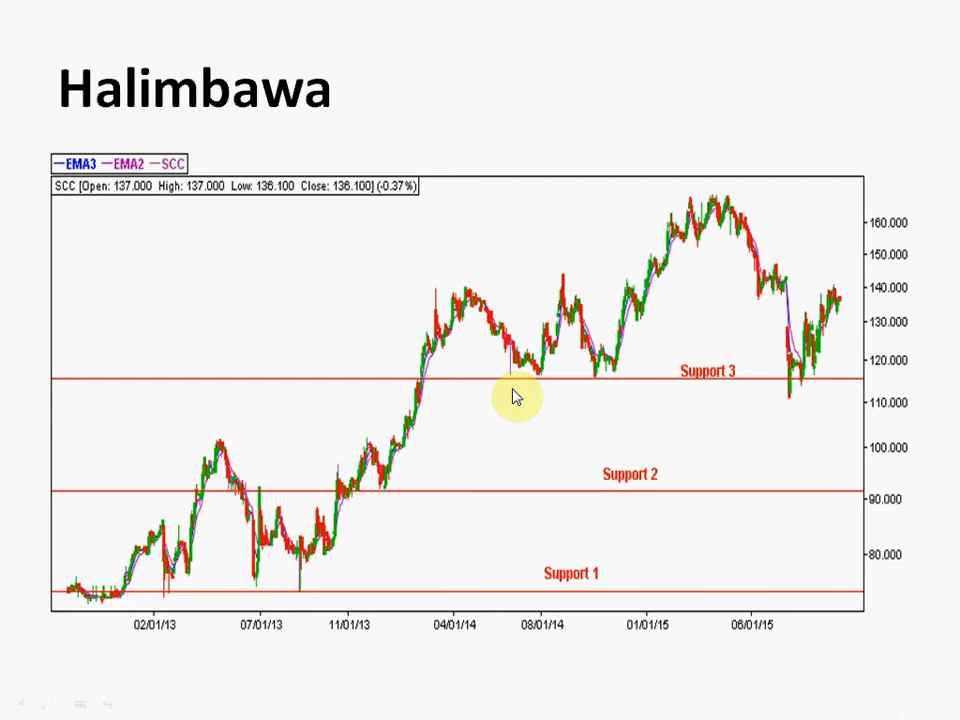 Halimbawa
EMA3 EMA2 SCC
SCC [Open: 137.000 High: 137.000 Low: 136.100 Close: 136.100] (-0.37%)
160.000
150.000
140.000
130.000
120.000
Support 3
110.000
100.000
Support 2
90.000
80.000
Support 1
02/01/13 07/01/13 11/01/13 04/01/14 08/01/14 01/01/15 06/01/15